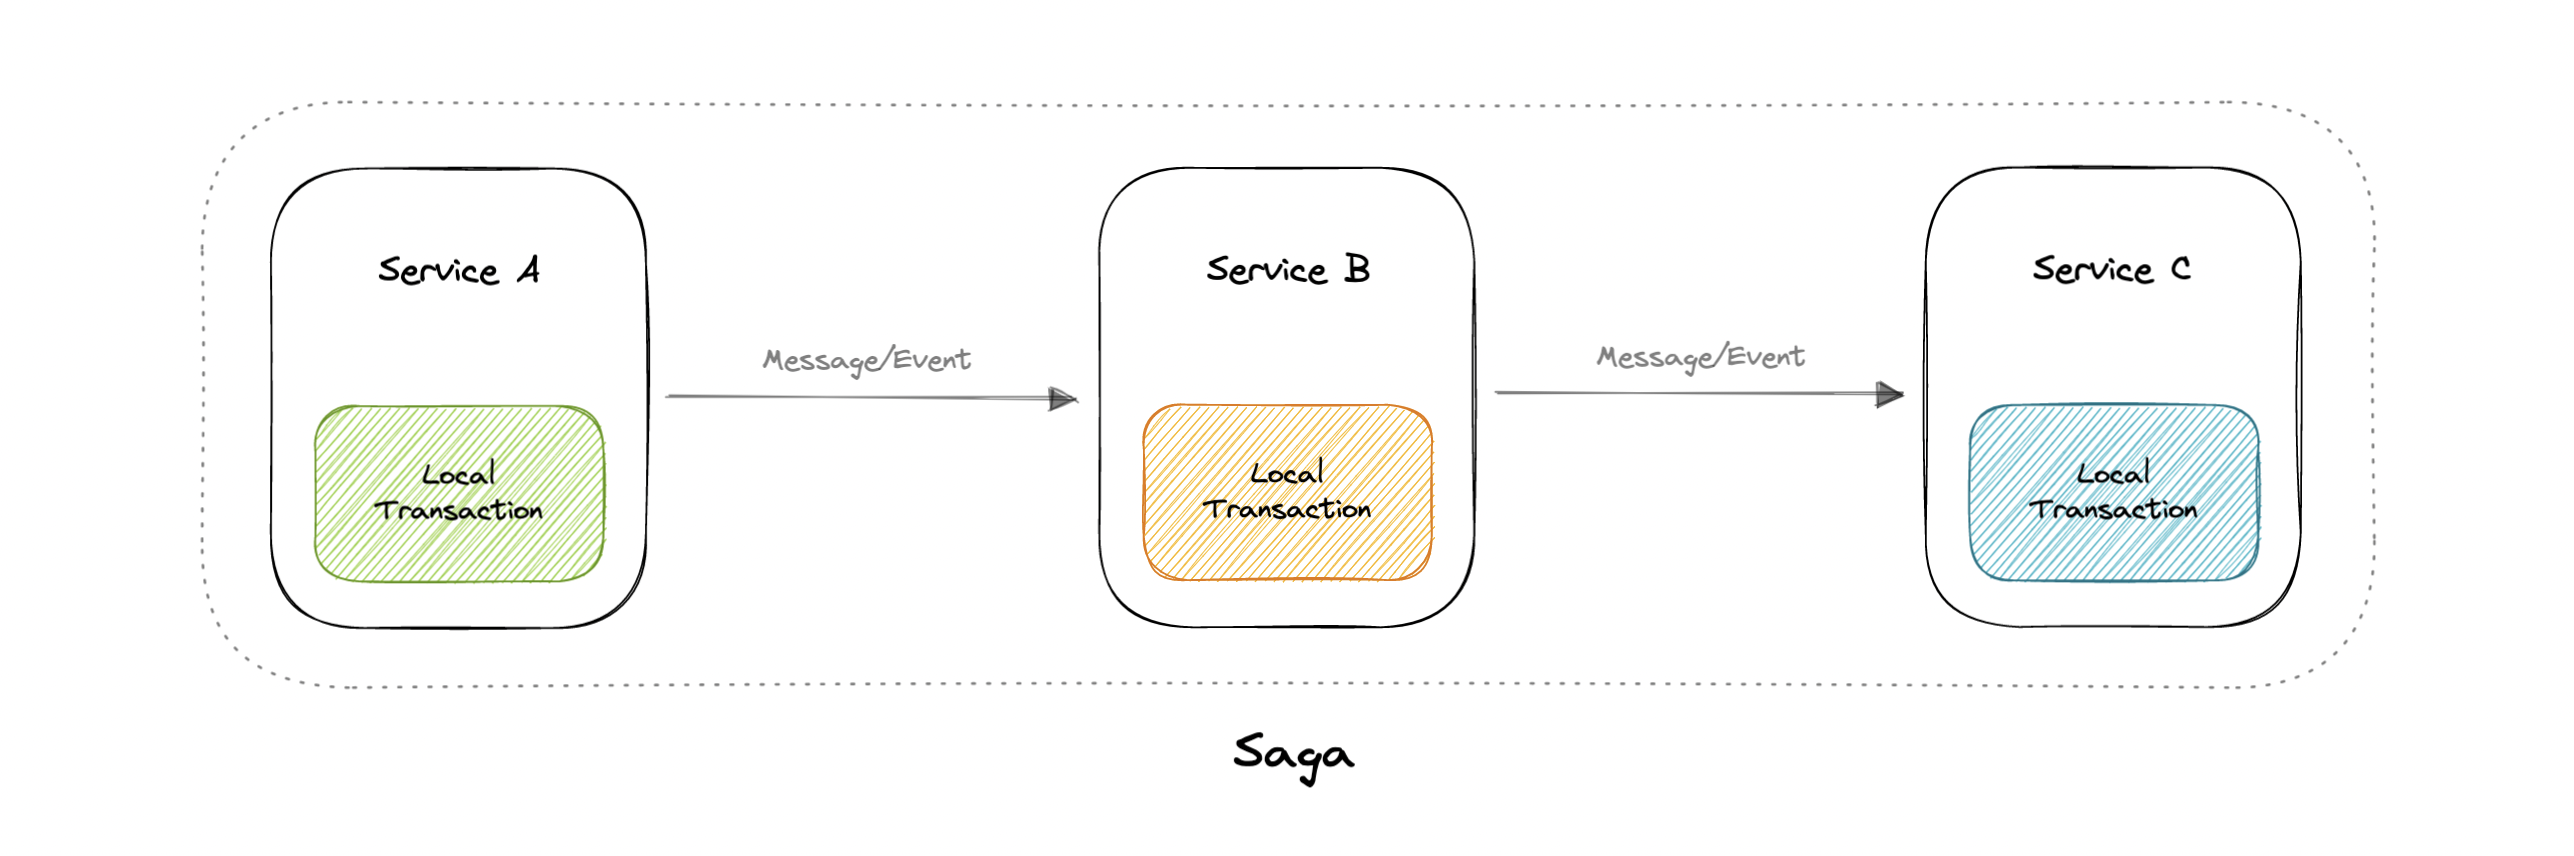 Service A
Service B
Service C
Message/Event
Message/Event
Local
Transaction
Local
Transaction
Local
Transaction
Saga